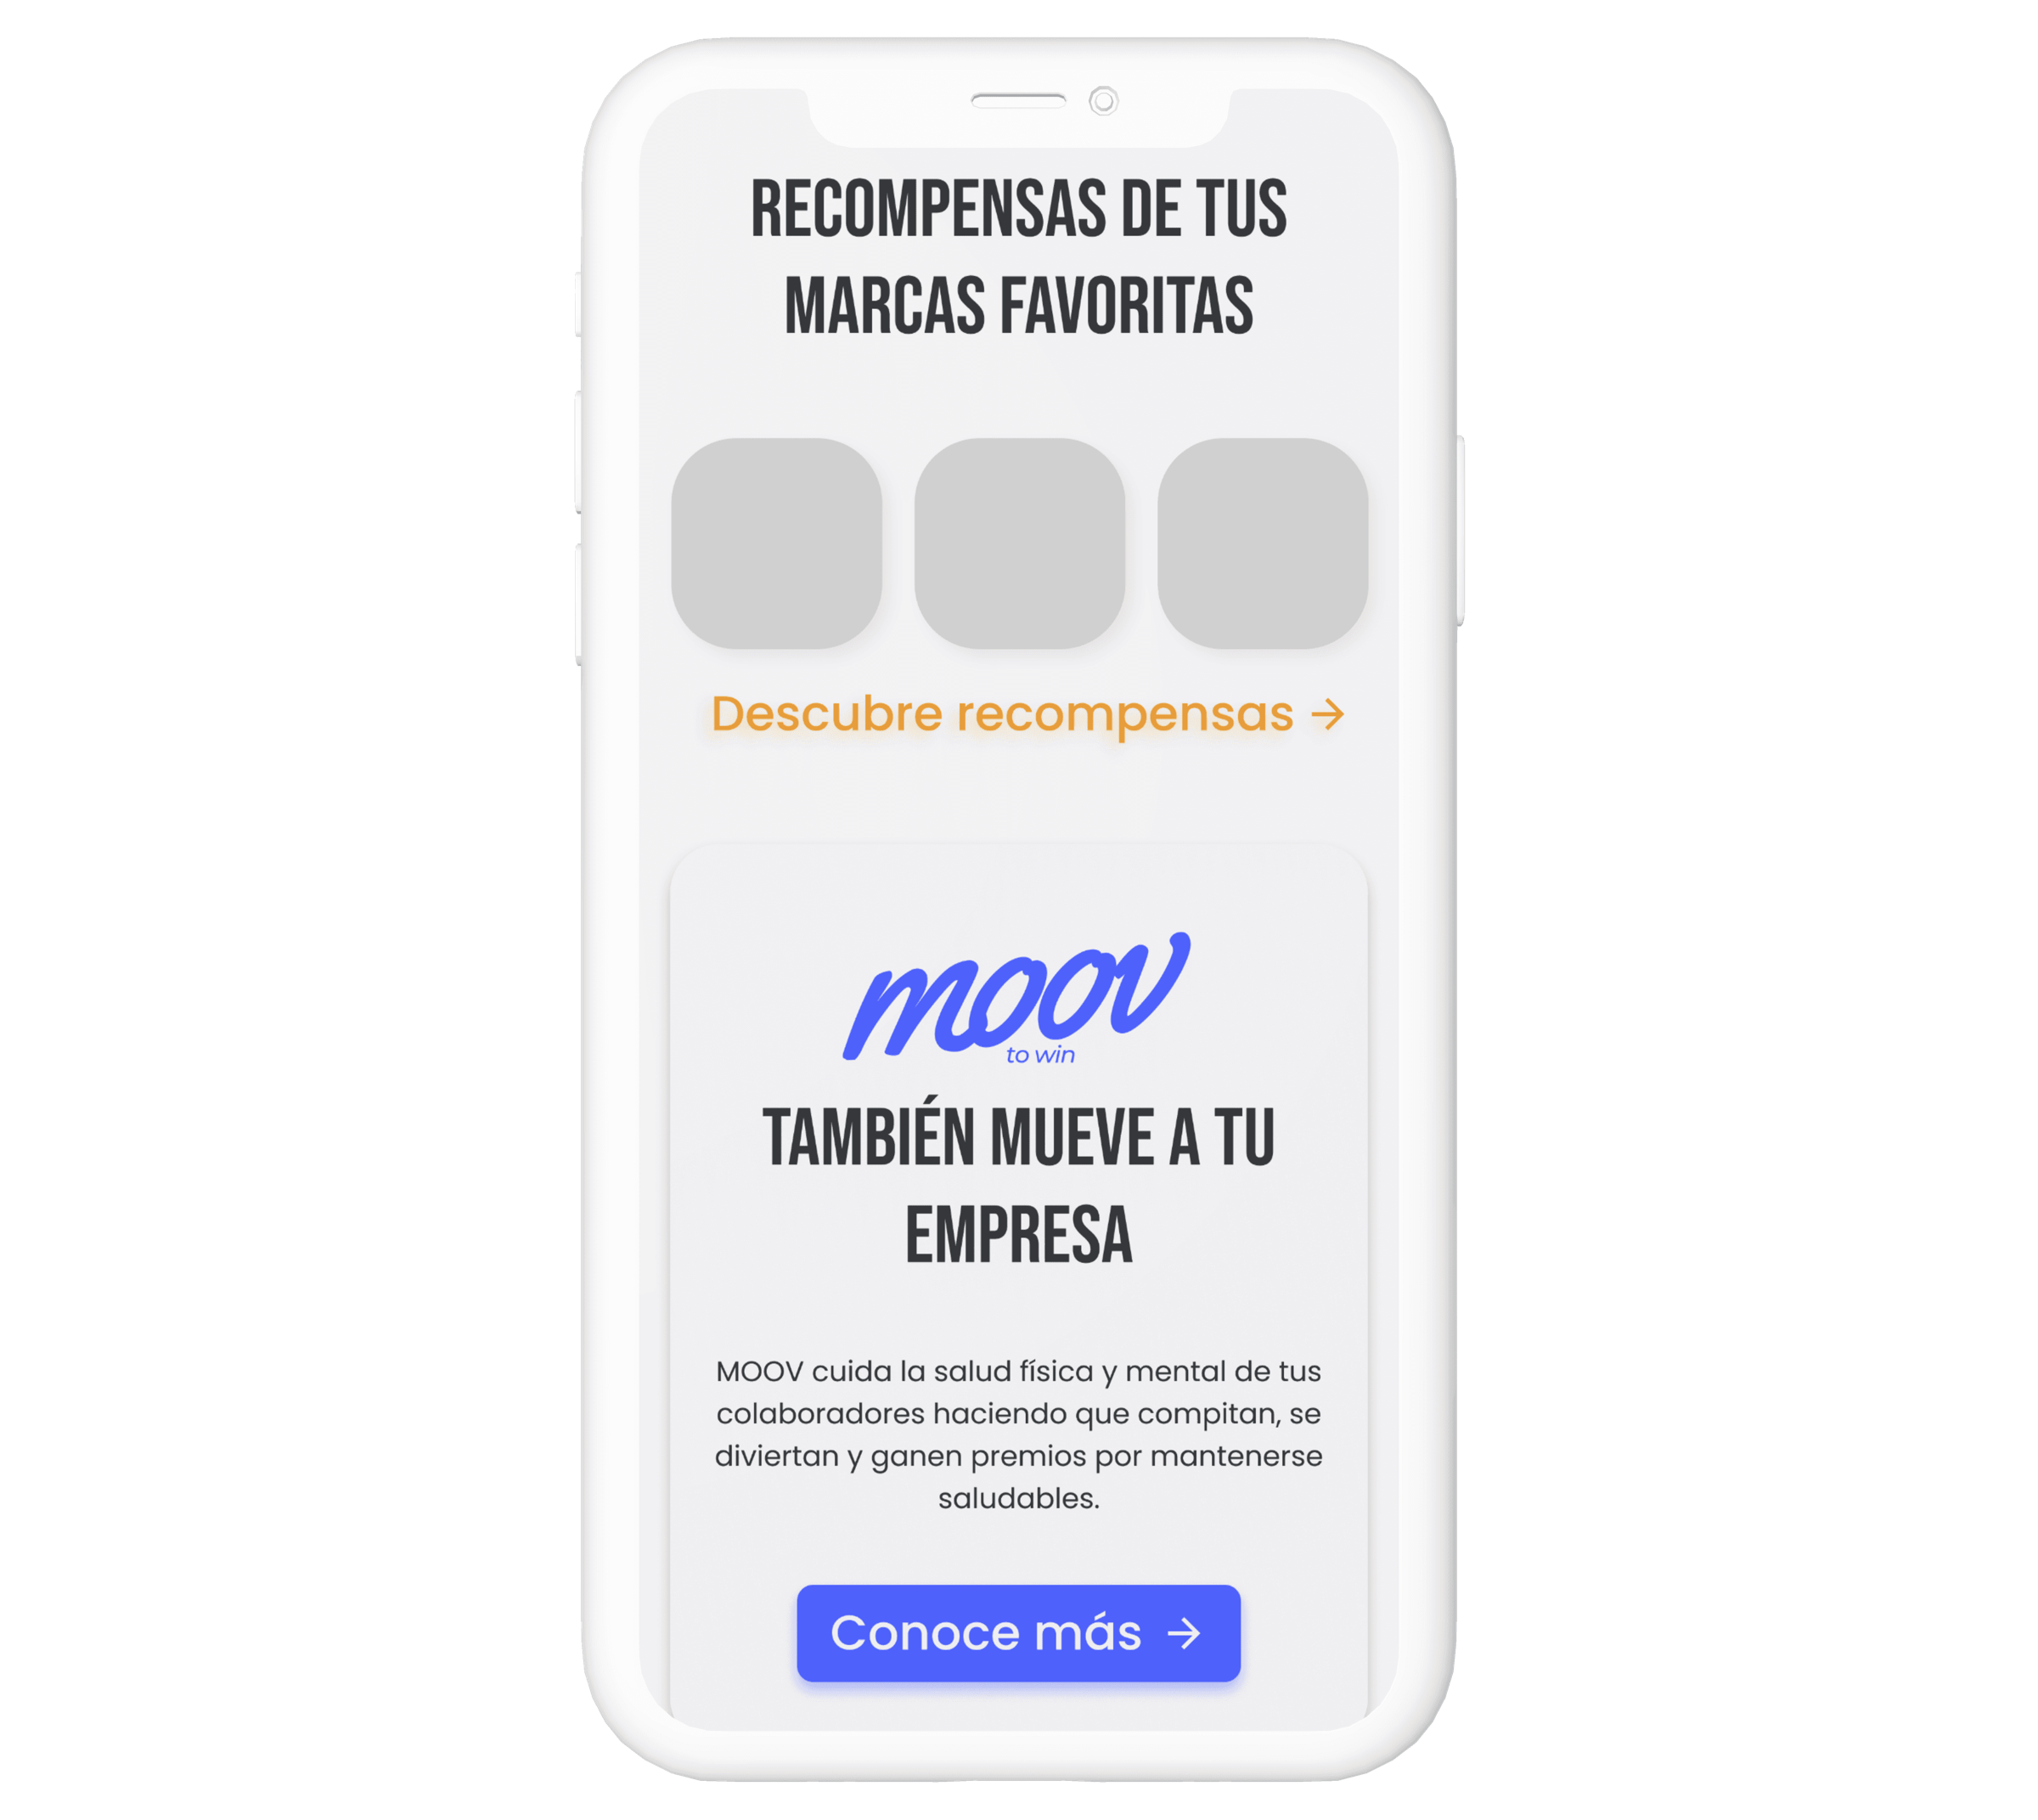 RECOMPENSAS DE TUS
MARCAS FAVORITAS
Descubre recompensas →
moov
to win
TAMBIÉN MUEVE A TU
EMPRESA
MOOV cuida la salud física y mental de tus
colaboradores haciendo que compitan, se
diviertan y ganen premios por mantenerse
saludables.
Conoce más →